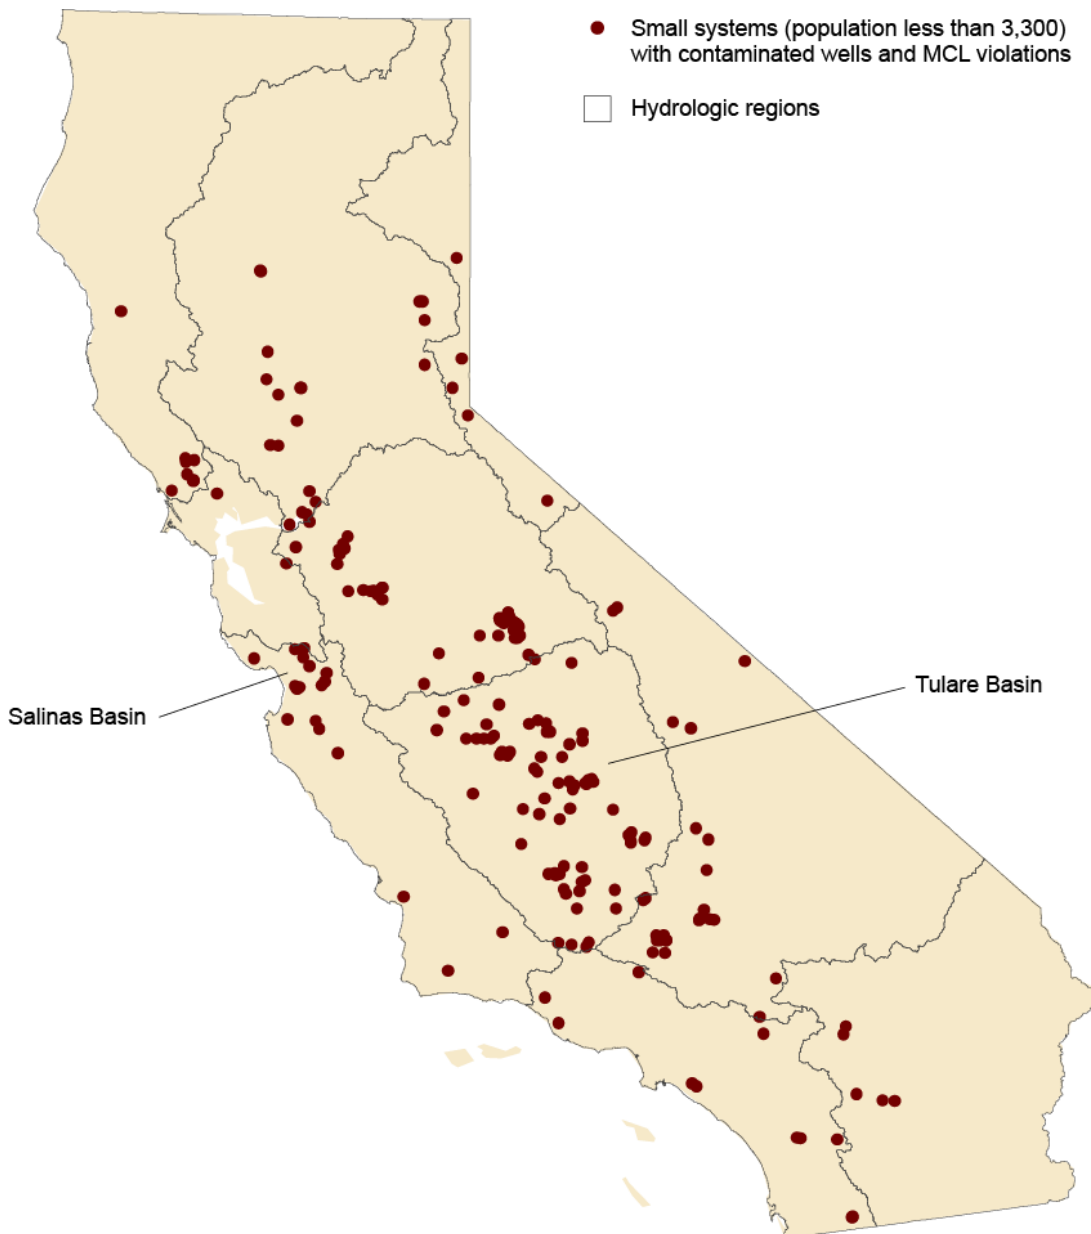 Small systems (population less than 3,300)
with contaminated wells and MCL violations
Hydrologic regions
Tulare Basin
Salinas Basin